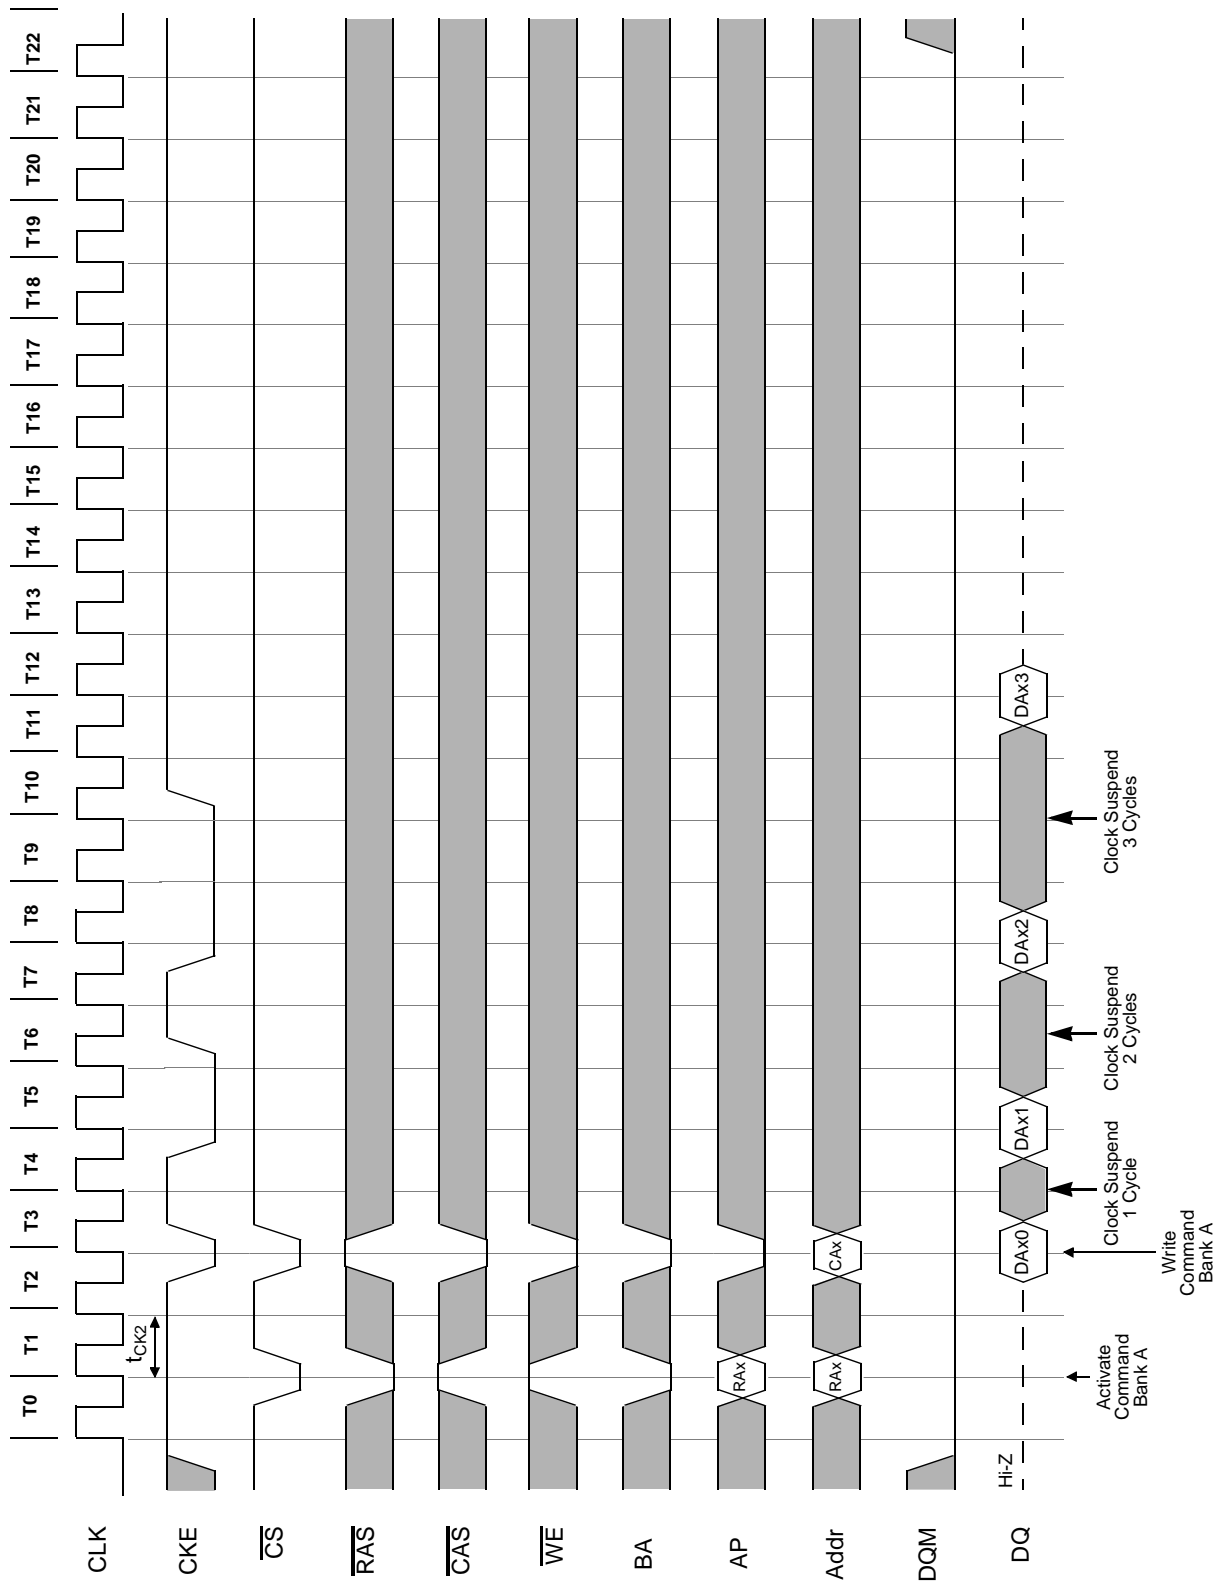 T0 T1 T2 T3 T4 T5 T6 T7 T8 T9 T10 T11 T12 T13 T14 T15 T16 T17 T18 T19 T20 T21 T22
CLK
tCK2
CKE
CS
RAS
CAS
WE
BA
AP
RAx
Addr
RAx
CAx
DQM
DQ
Hi-Z
DAx0
DAx1
DAx2
DAx3
Activate
Command
Bank A
Write
Command
Bank A
Clock Suspend
1 Cycle
Clock Suspend
2 Cycles
Clock Suspend
3 Cycles